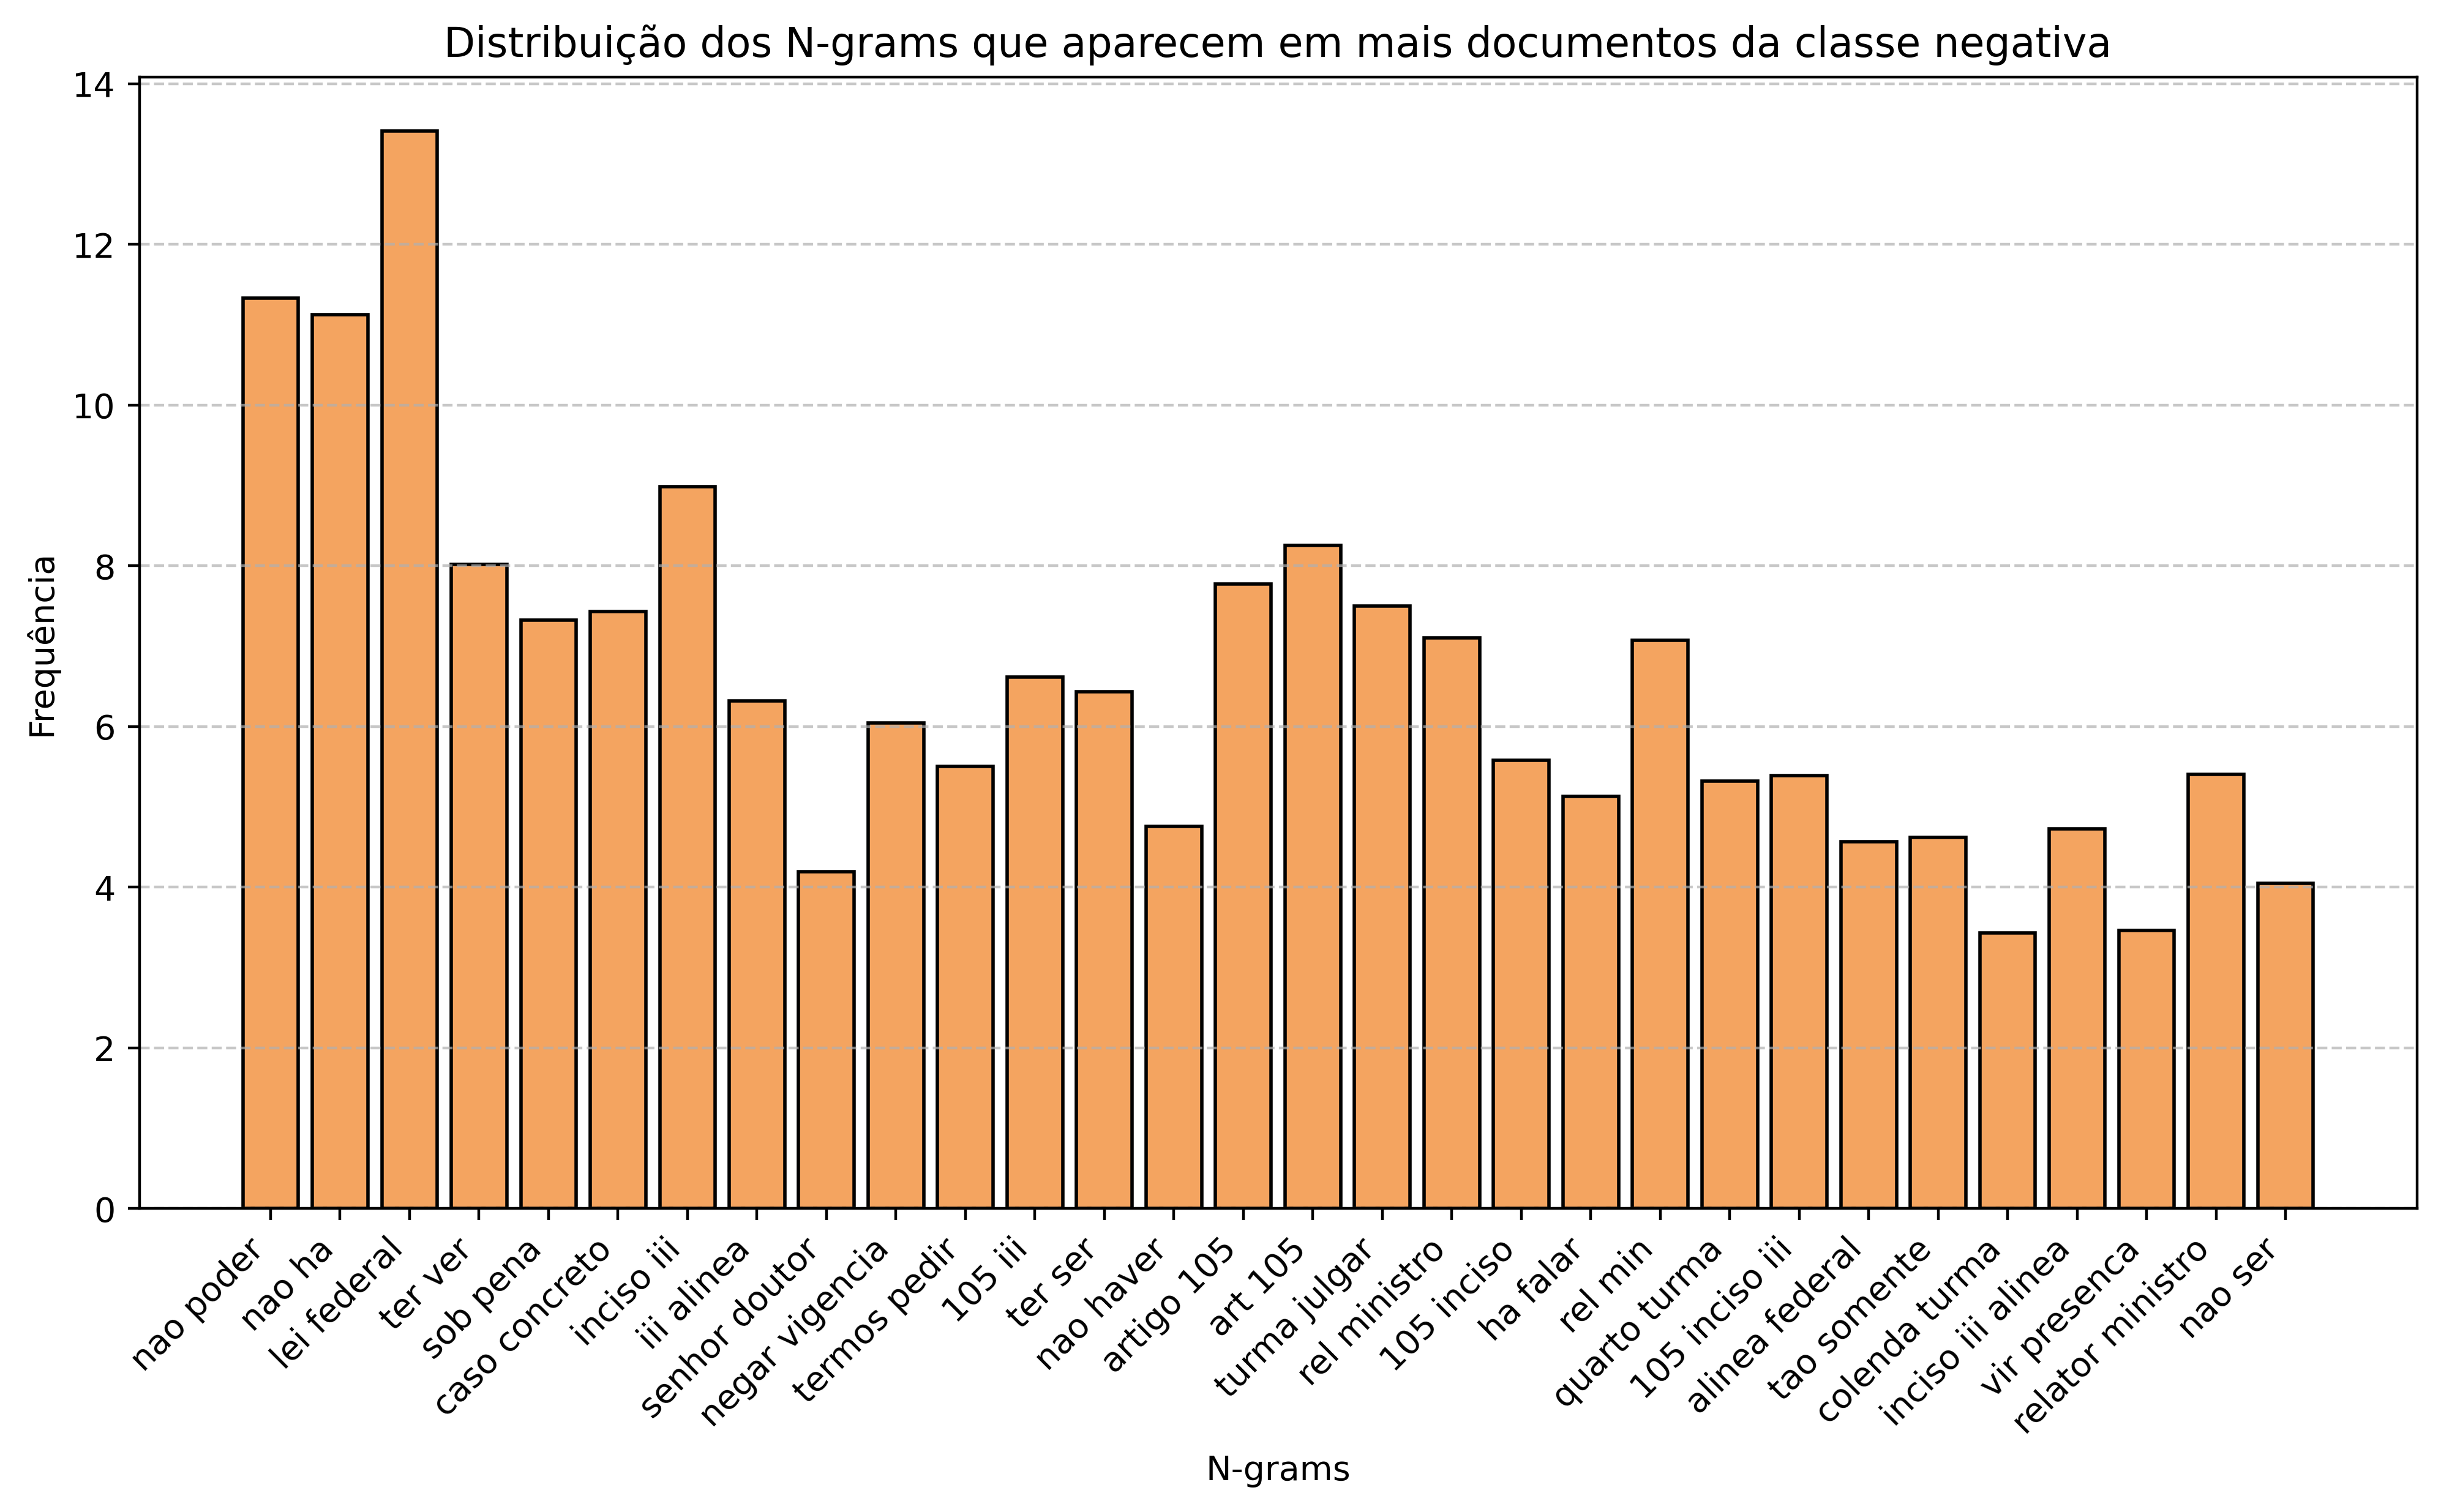 Distribuição dos N-grams que aparecem em mais documentos da classe negativa
Frequência
14
12
10
8
6
4
2
0
nao poder
nao ha
lei federal
ter ver
sob pena
caso concreto
inciso iii
iii alinea
senhor doutor
negar vigencia
termos pedir
105 iii
ter ser
nao haver
artigo 105
art 105
turma julgar
rel ministro
105 inciso
ha falar
rel min
quarto turma
105 inciso iii
alinea federal
tao somente
colenda turma
inciso iii alinea
vir presenca
relator ministro
nao ser
N-grams